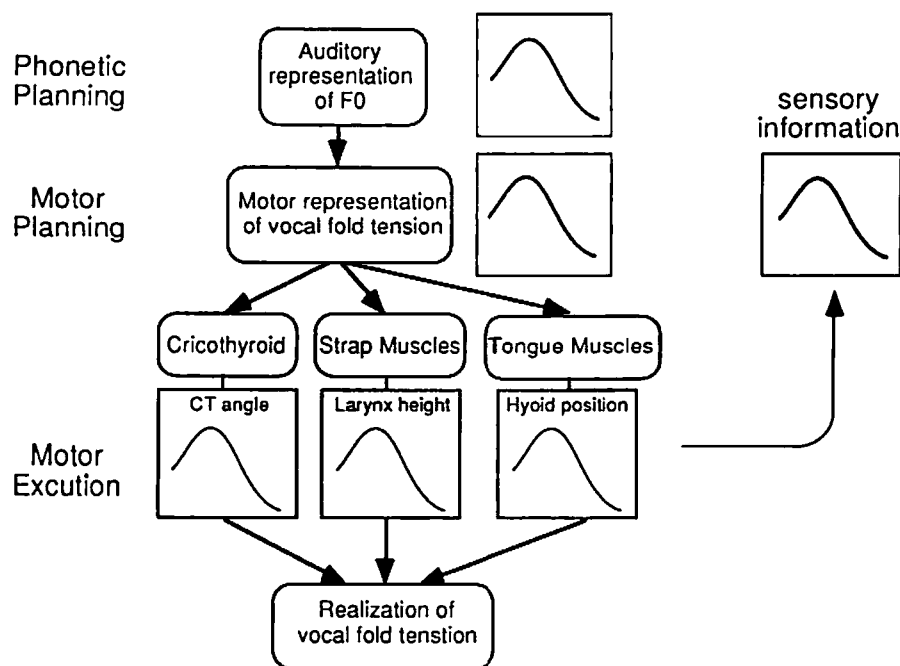 Phonetic
Planning
Auditory
representation
of F0
sensory
information
Motor
Planning
Motor representation
of vocal fold tension
Cricothyroid
Strap Muscles
Tongue Muscles
CT angle
Larynx height
Hyoid position
Motor
Excution
Realization of
vocal fold tenstion